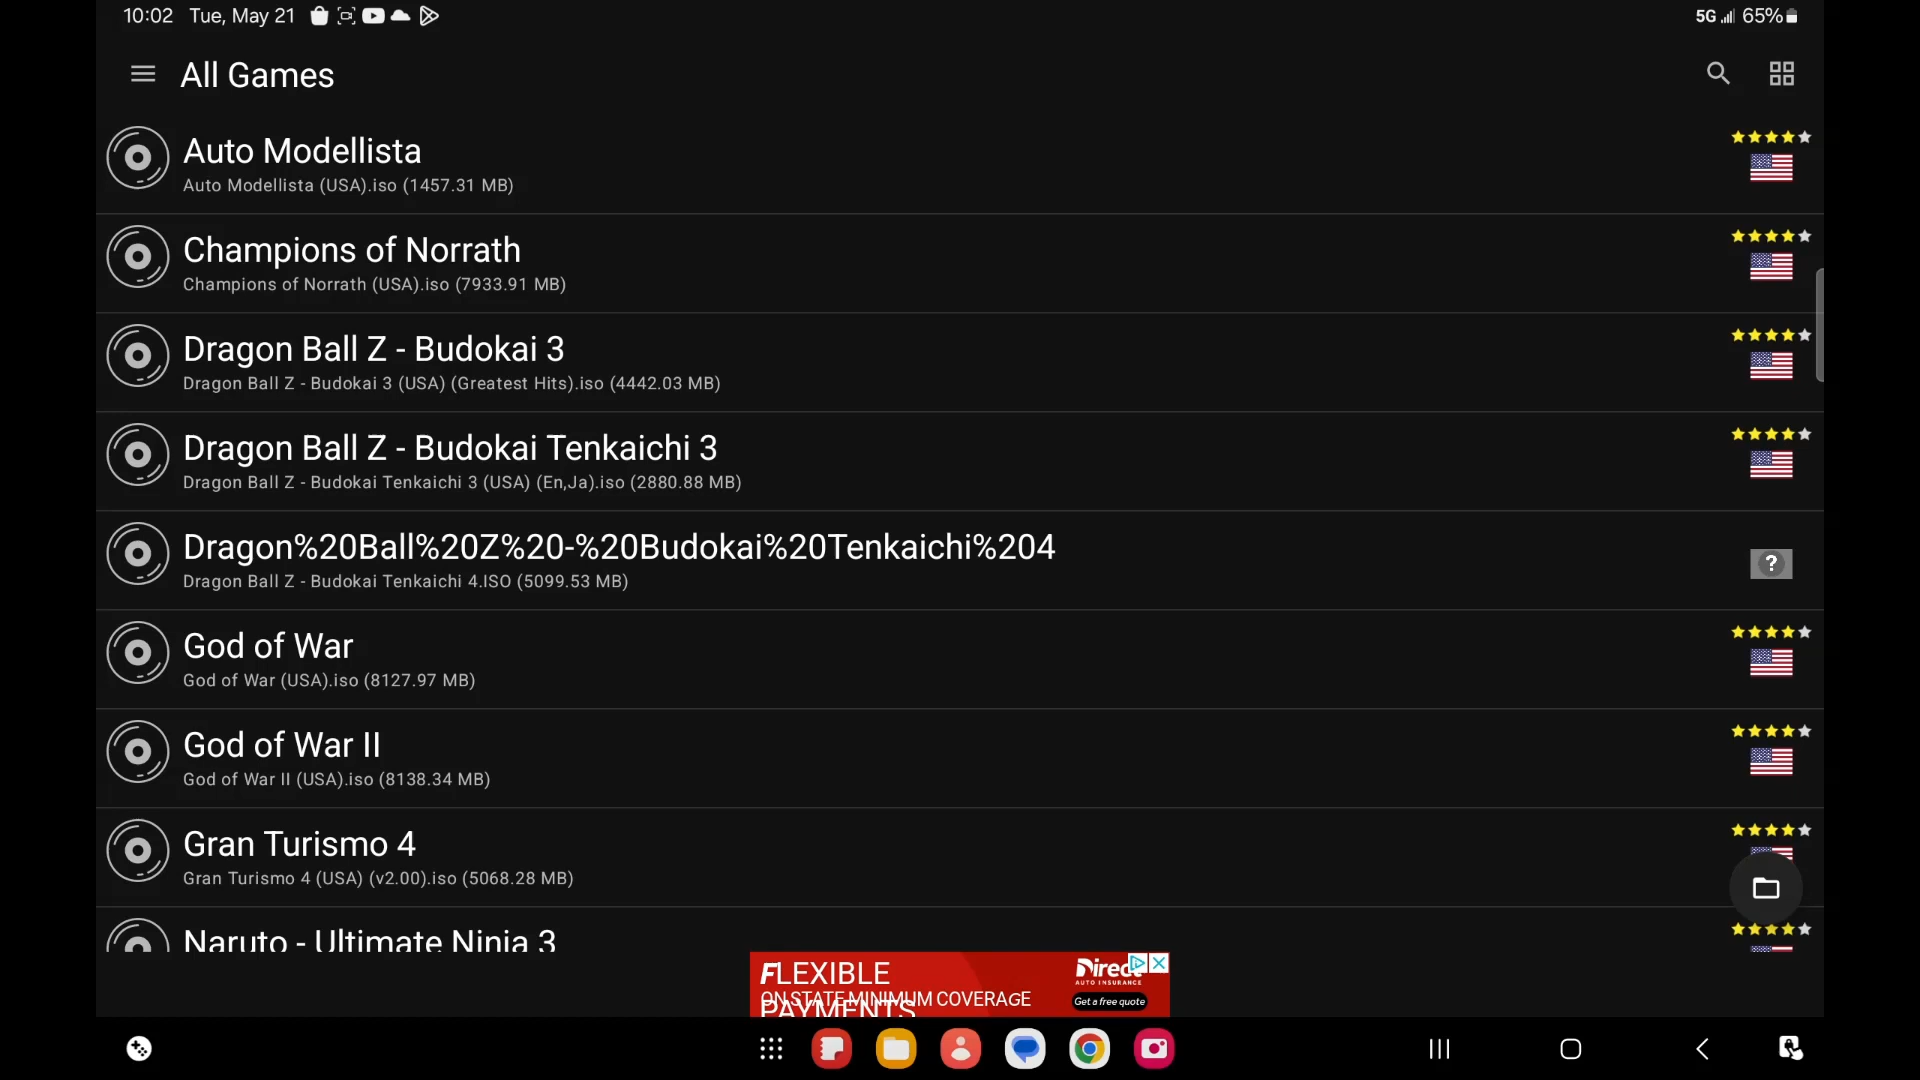 10:02 Tue, May 21
5G 65%
All Games
Auto Modellista
Auto Modellista (USA).iso (1457.31 MB)
Champions of Norrath
Champions of Norrath (USA).iso (7933.91 MB)
Dragon Ball Z - Budokai 3
Dragon Ball Z - Budokai 3 (USA) (Greatest Hits).iso (4442.03 MB)
Dragon Ball Z - Budokai Tenkaichi 3
Dragon Ball Z - Budokai Tenkaichi 3 (USA) (En,Ja).iso (2880.88 MB)
Dragon%20Ball%20Z%20-%20Budokai%20Tenkaichi%204
Dragon Ball Z - Budokai Tenkaichi 4.ISO (5099.53 MB)
?
God of War
God of War (USA).iso (8127.97 MB)
God of War II
God of War II (USA).iso (8138.34 MB)
Gran Turismo 4
Gran Turismo 4 (USA) (v2.00).iso (5068.28 MB)
Naruto - Ultimate Ninja 3
FLEXIBLE
ON STATE MINIMUM COVERAGE
PAYMENTS
Direct
AUTO INSURANCE
Get a free quote